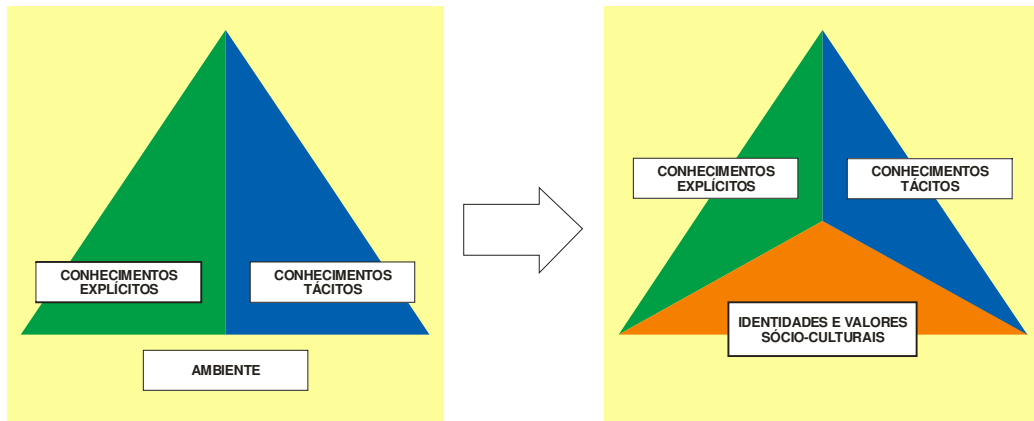 CONHECIMENTOS
EXPLÍCITOS
CONHECIMENTOS
TÁCITOS
AMBIENTE
CONHECIMENTOS
EXPLÍCITOS
CONHECIMENTOS
TÁCITOS
IDENTIDADES E VALORES
SÓCIO-CULTURAIS